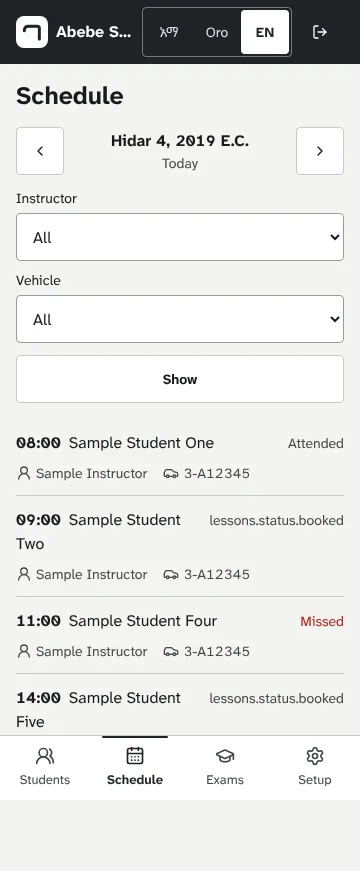 Abebe S...
አማ
Oro
EN
Schedule
Hidar 4, 2019 E.C.
Today
Instructor
All
Vehicle
All
Show
08:00 Sample Student One Attended
Sample Instructor 3-A12345
09:00 Sample Student lessons.status.booked
Two
Sample Instructor 3-A12345
11:00 Sample Student Four Missed
Sample Instructor 3-A12345
14:00 Sample Student lessons.status.booked
Five
Students Schedule Exams Setup